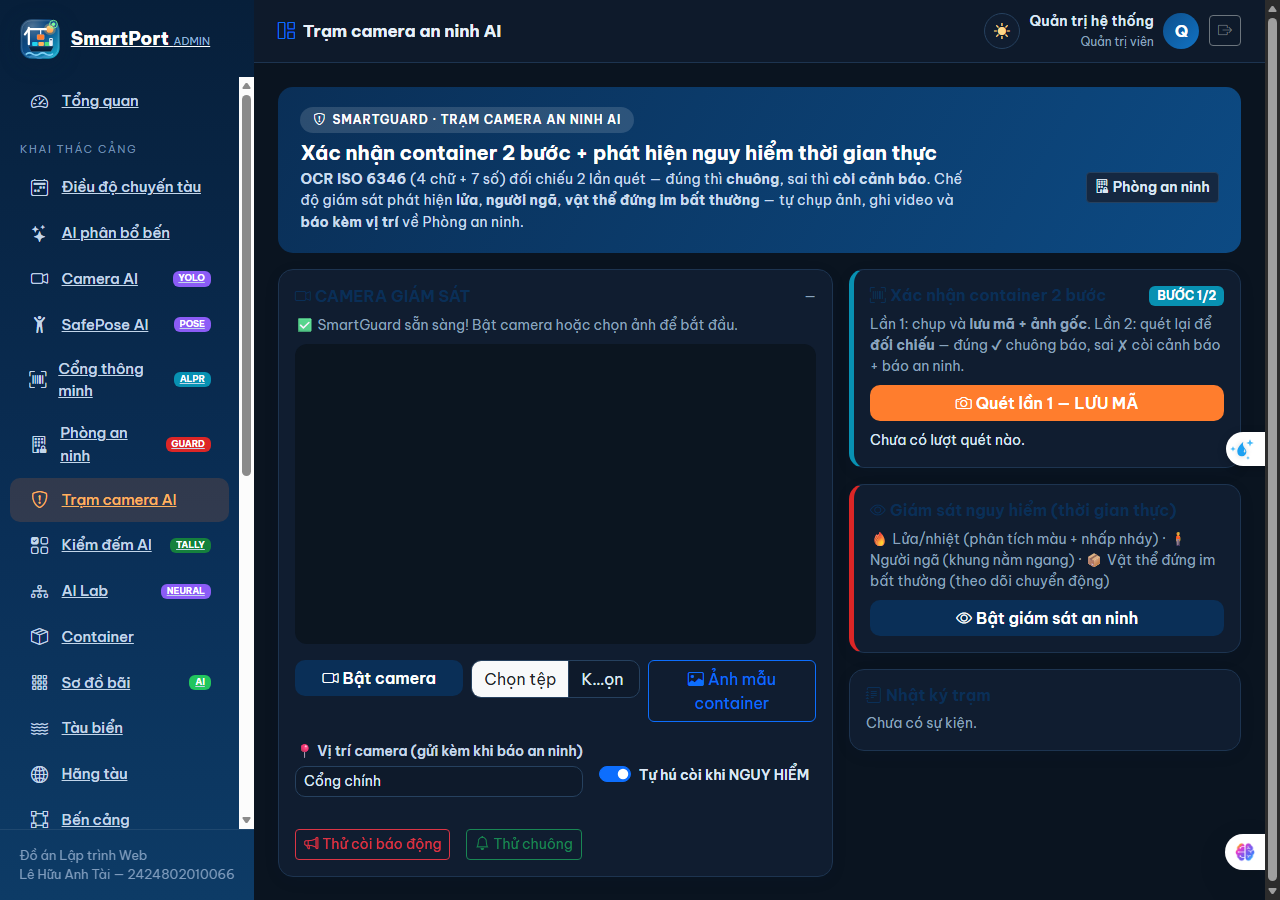 SmartPort ADMIN
Tổng quan
KHAI THÁC CẢNG
Điều độ chuyến tàu
AI phân bổ bến
Camera AI YOLO
SafePose AI POSE
Cổng thông minh ALPR
Phòng an ninh GUARD
Trạm camera AI
Kiểm đếm AI TALLY
AI Lab NEURAL
Container
Sơ đồ bãi AI
Tàu biển
Hãng tàu
Bến cảng
Đồ án Lập trình Web
Lê Hữu Anh Tài — 2424802010066
Trạm camera an ninh AI
Quản trị hệ thống
Quản trị viên
Q
SMARTGUARD · TRẠM CAMERA AN NINH AI
Xác nhận container 2 bước + phát hiện nguy hiểm thời gian thực
OCR ISO 6346 (4 chữ + 7 số) đối chiếu 2 lần quét — đúng thì chuông, sai thì còi cảnh báo. Chế
độ giám sát phát hiện lửa, người ngã, vật thể đứng im bất thường — tự chụp ảnh, ghi video và
báo kèm vị trí về Phòng an ninh.
Phòng an ninh
CAMERA GIÁM SÁT
—
✅ SmartGuard sẵn sàng! Bật camera hoặc chọn ảnh để bắt đầu.
Bật camera
Chọn tệp K...ọn
Ảnh mẫu
container
📍 Vị trí camera (gửi kèm khi báo an ninh)
Cổng chính
Tự hú còi khi NGUY HIỂM
Thử còi báo động
Thử chuông
Xác nhận container 2 bước BƯỚC 1/2
Lần 1: chụp và lưu mã + ảnh gốc. Lần 2: quét lại để
đối chiếu — đúng ✓ chuông báo, sai ✗ còi cảnh báo
+ báo an ninh.
Quét lần 1 — LƯU MÃ
Chưa có lượt quét nào.
Giám sát nguy hiểm (thời gian thực)
🔥 Lửa/nhiệt (phân tích màu + nhấp nháy) · 🧍
Người ngã (khung nằm ngang) · 📦 Vật thể đứng im
bất thường (theo dõi chuyển động)
Bật giám sát an ninh
Nhật ký trạm
Chưa có sự kiện.